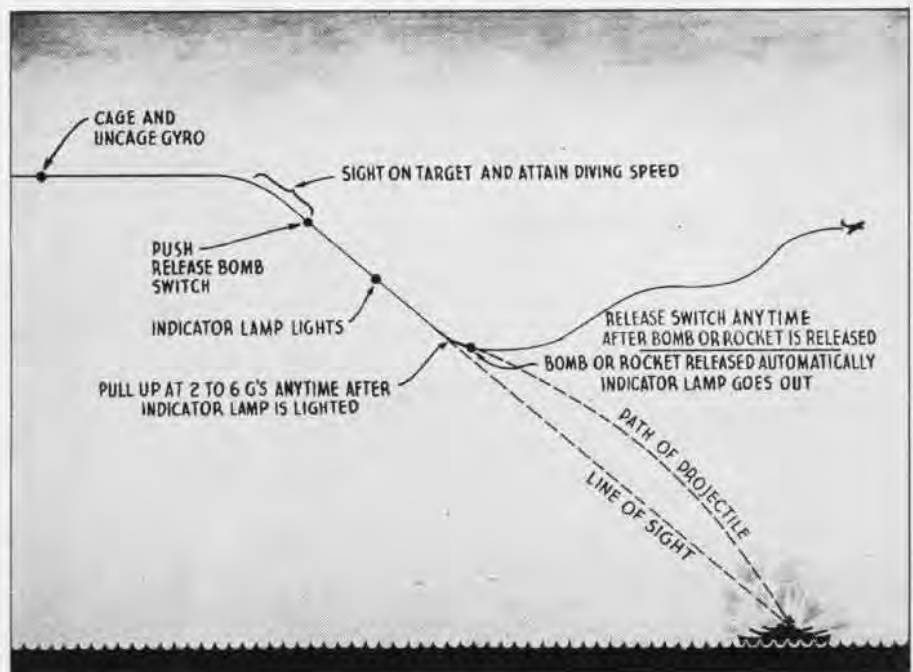 CAGE AND
UNCAGE GYRO
SIGHT ON TARGET AND ATTAIN DIVING SPEED
PUSH
RELEASE BOMB
SWITCH
INDICATOR LAMP LIGHTS
RELEASE SWITCH ANYTIME
AFTER BOMB OR ROCKET IS RELEASED
BOMB OR ROCKET RELEASED AUTOMATICALLY
INDICATOR LAMP GOES OUT
PULL UP AT 2 TO 6 G'S ANYTIME AFTER
INDICATOR LAMP IS LIGHTED
PATH OF PROJECTILE
LINE OF SIGHT